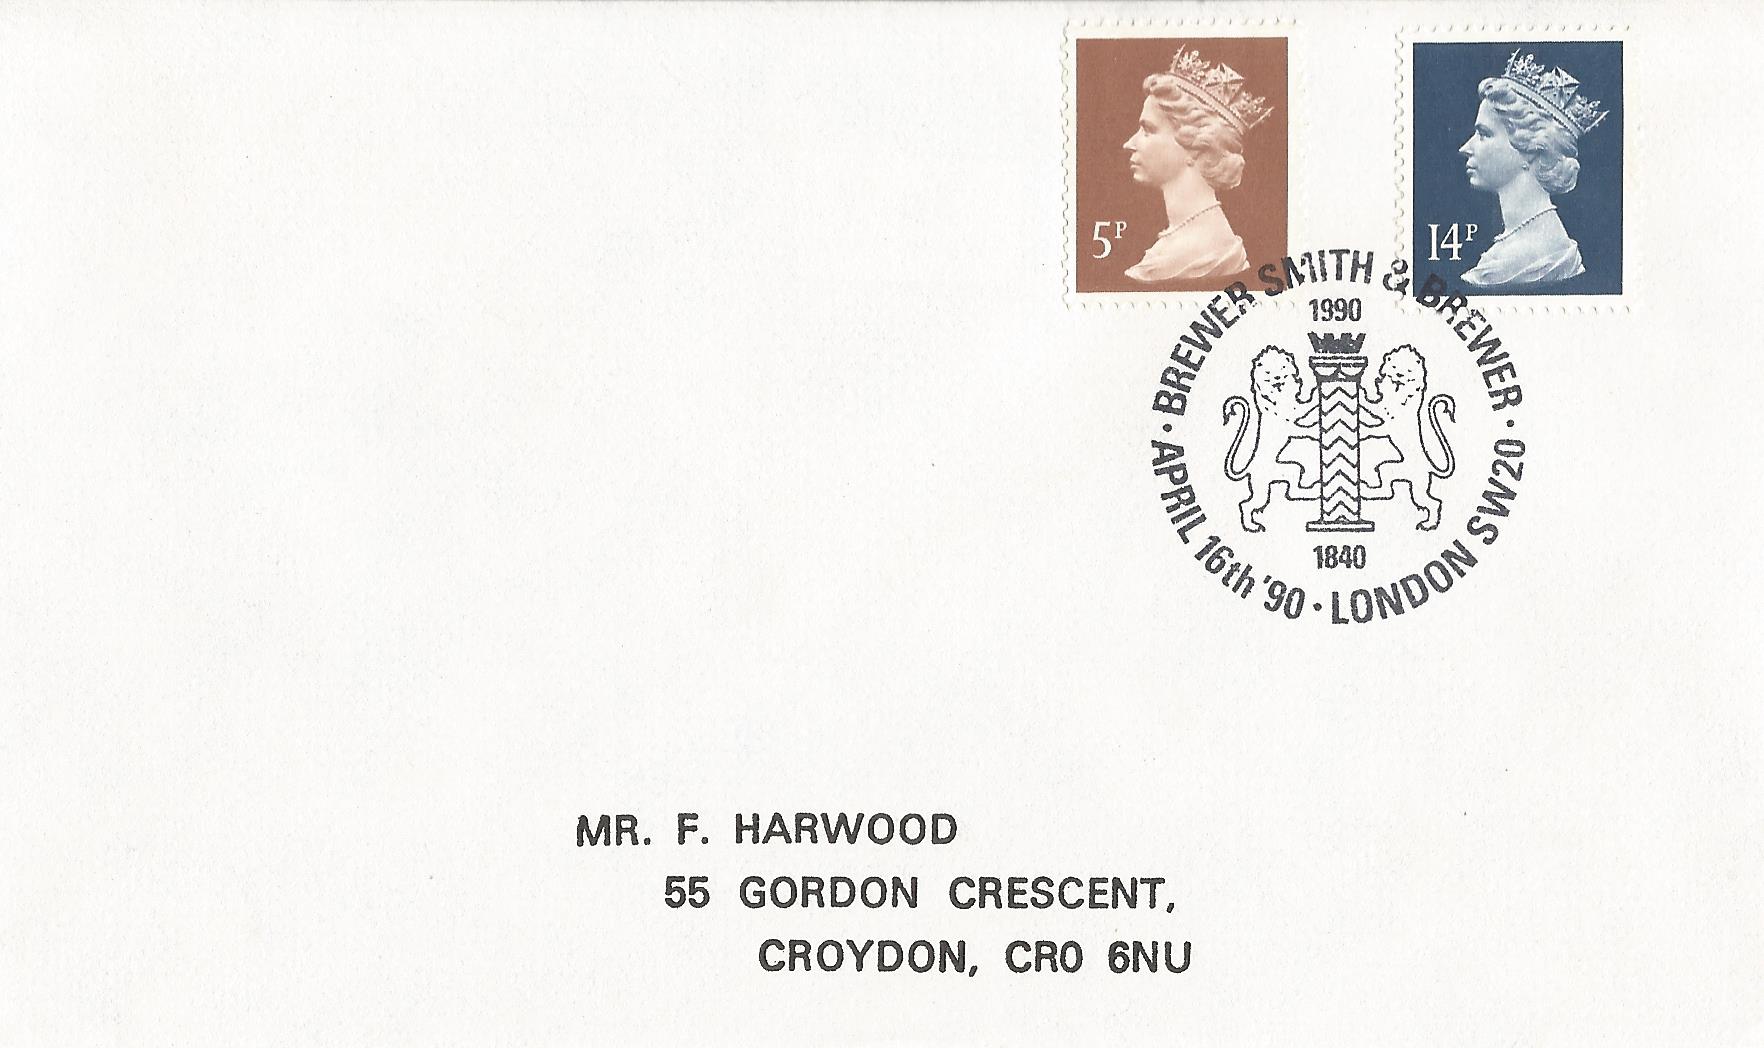 5P
14P
· BREWER SMITH & BREWER ·
1990
1840
APRIL 16th '90 · LONDON SW20
MR. F. HARWOOD
55 GORDON CRESCENT,
CROYDON, CR0 6NU